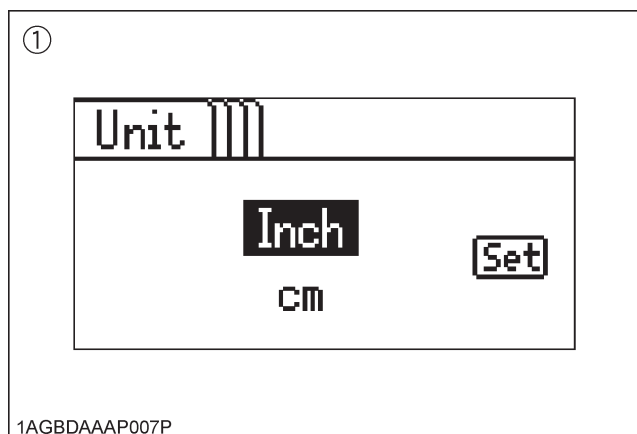 ①
Unit
Inch
Set
cm
1AGBDAAAP007P